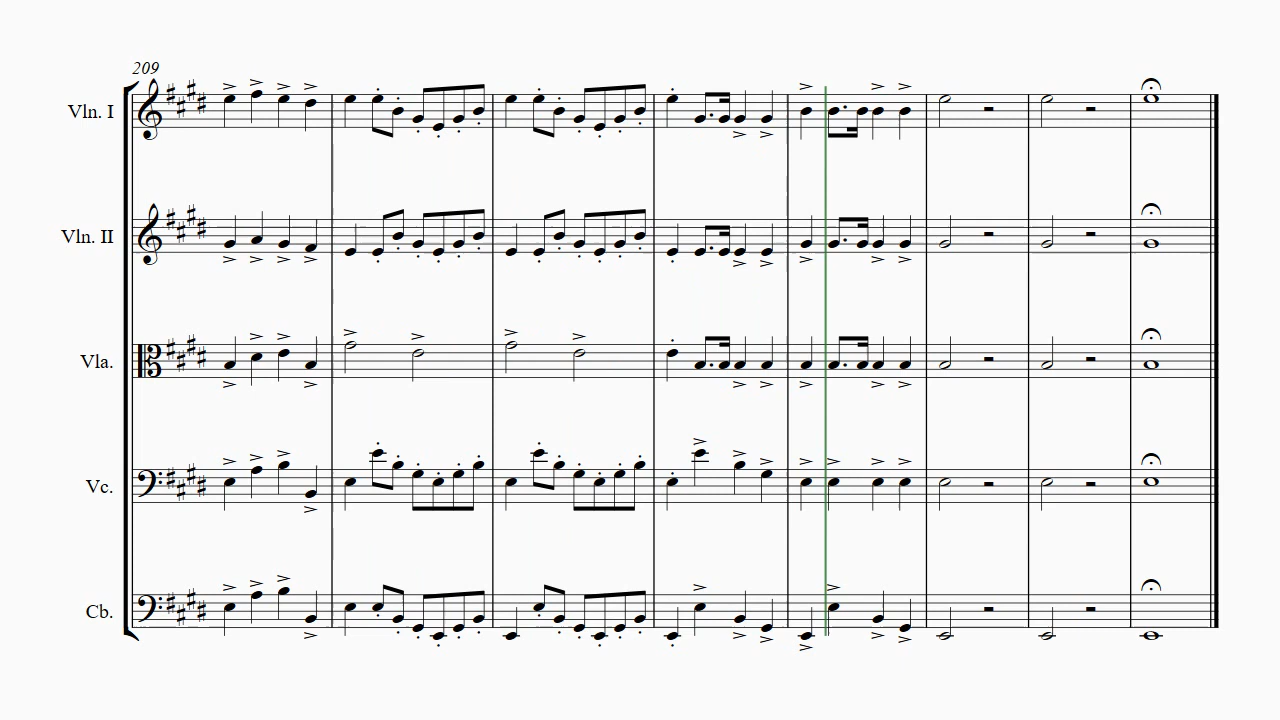 209
Vln. I
Vln. II
Vla.
Vc.
Cb.